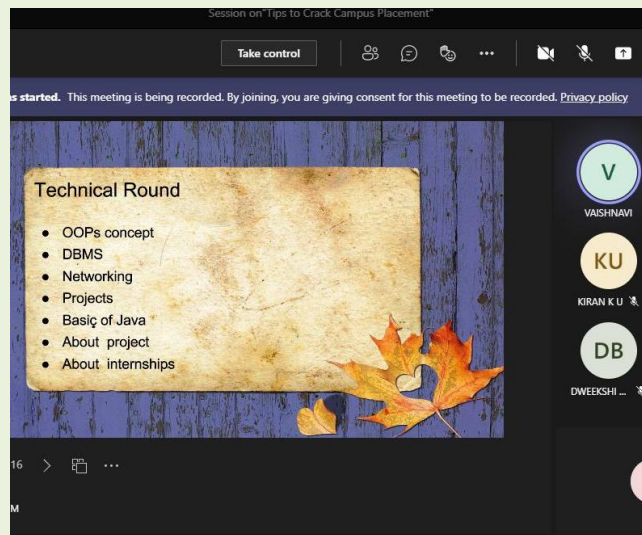 Session on"Tips to Crack Campus Placement"
Take control
s started. This meeting is being recorded. By joining, you are giving consent for this meeting to be recorded. Privacy policy
Technical Round
● OOPs concept
● DBMS
● Networking
● Projects
● Basic of Java
● About project
● About internships
V
VAISHNAVI
KU
KIRAN K U
DB
DWEEKSHI ...
16
M